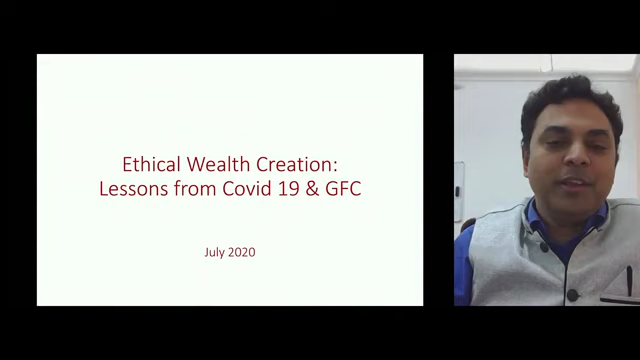 Ethical Wealth Creation:
Lessons from Covid 19 & GFC
July 2020